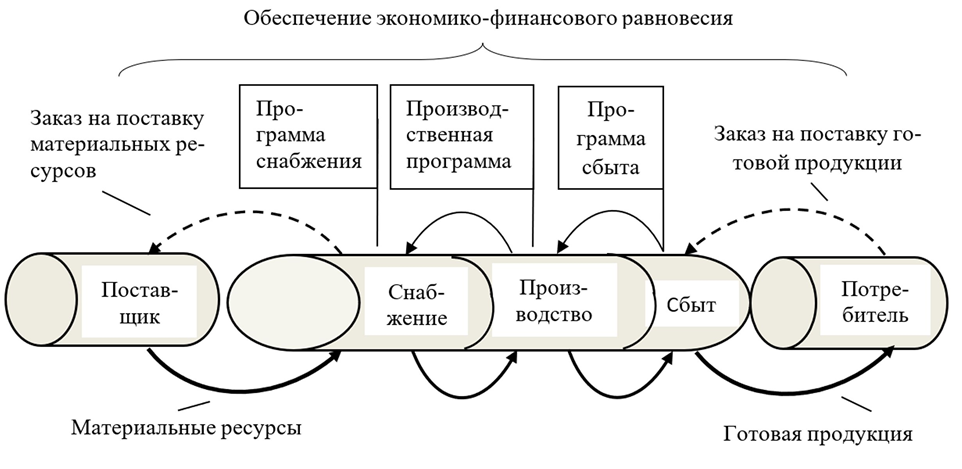 Обеспечение экономико-финансового равновесия
Заказ на поставку
материальных ре-
сурсов
Про-
грамма
снабжения
Производ-
ственная
программа
Про-
грамма
сбыта
Заказ на поставку го-
товой продукции
Постав-
щик
Снаб-
жение
Произ-
водство
Сбыт
Потре-
битель
Материальные ресурсы
Готовая продукция